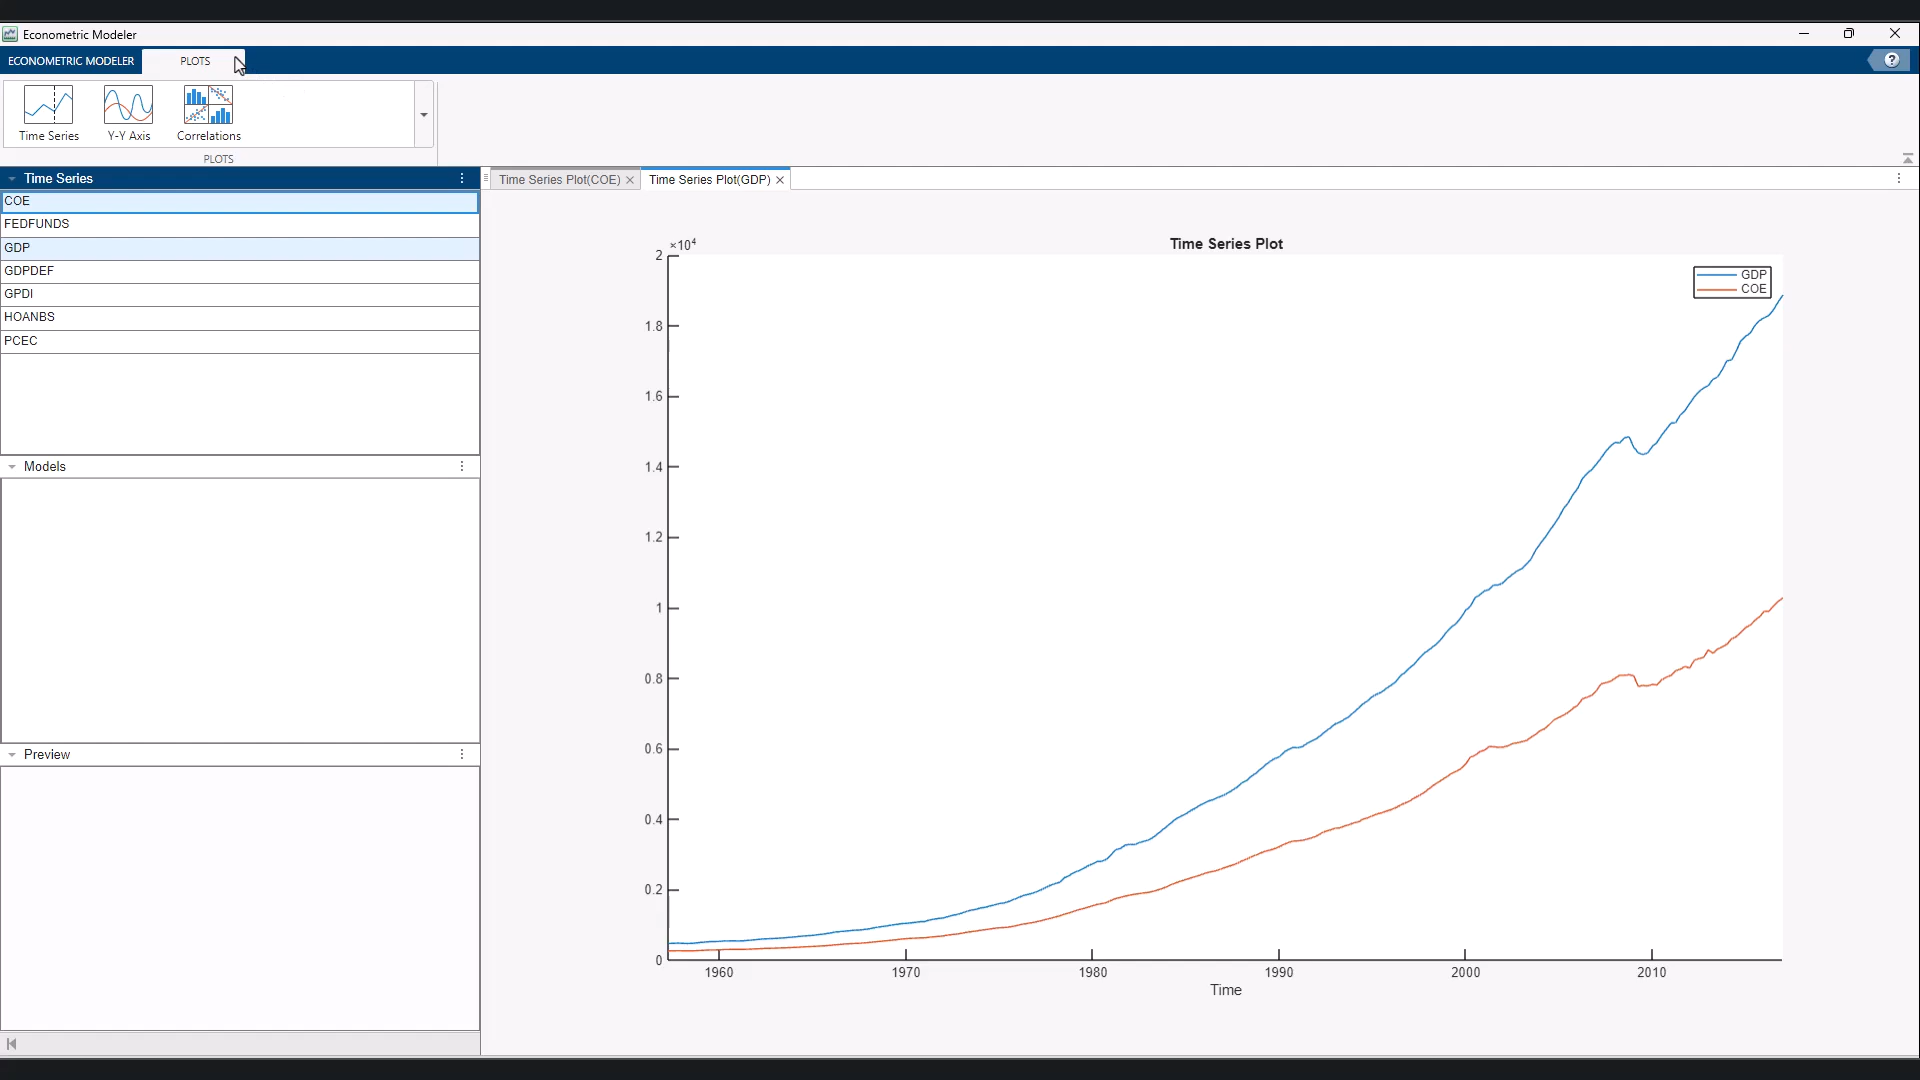 Econometric Modeler
ECONOMETRIC MODELER
PLOTS
Time Series
Y-Y Axis
Correlations
PLOTS
Time Series
COE
FEDFUNDS
GDP
GDPDEF
GPDI
HOANBS
PCEC
Models
Preview
Time Series Plot(COE)
Time Series Plot(GDP)
Time Series Plot
×10⁴
2
1.8
1.6
1.4
1.2
1
0.8
0.6
0.4
0.2
0
GDP
COE
1960 1970 1980 1990 2000 2010
Time